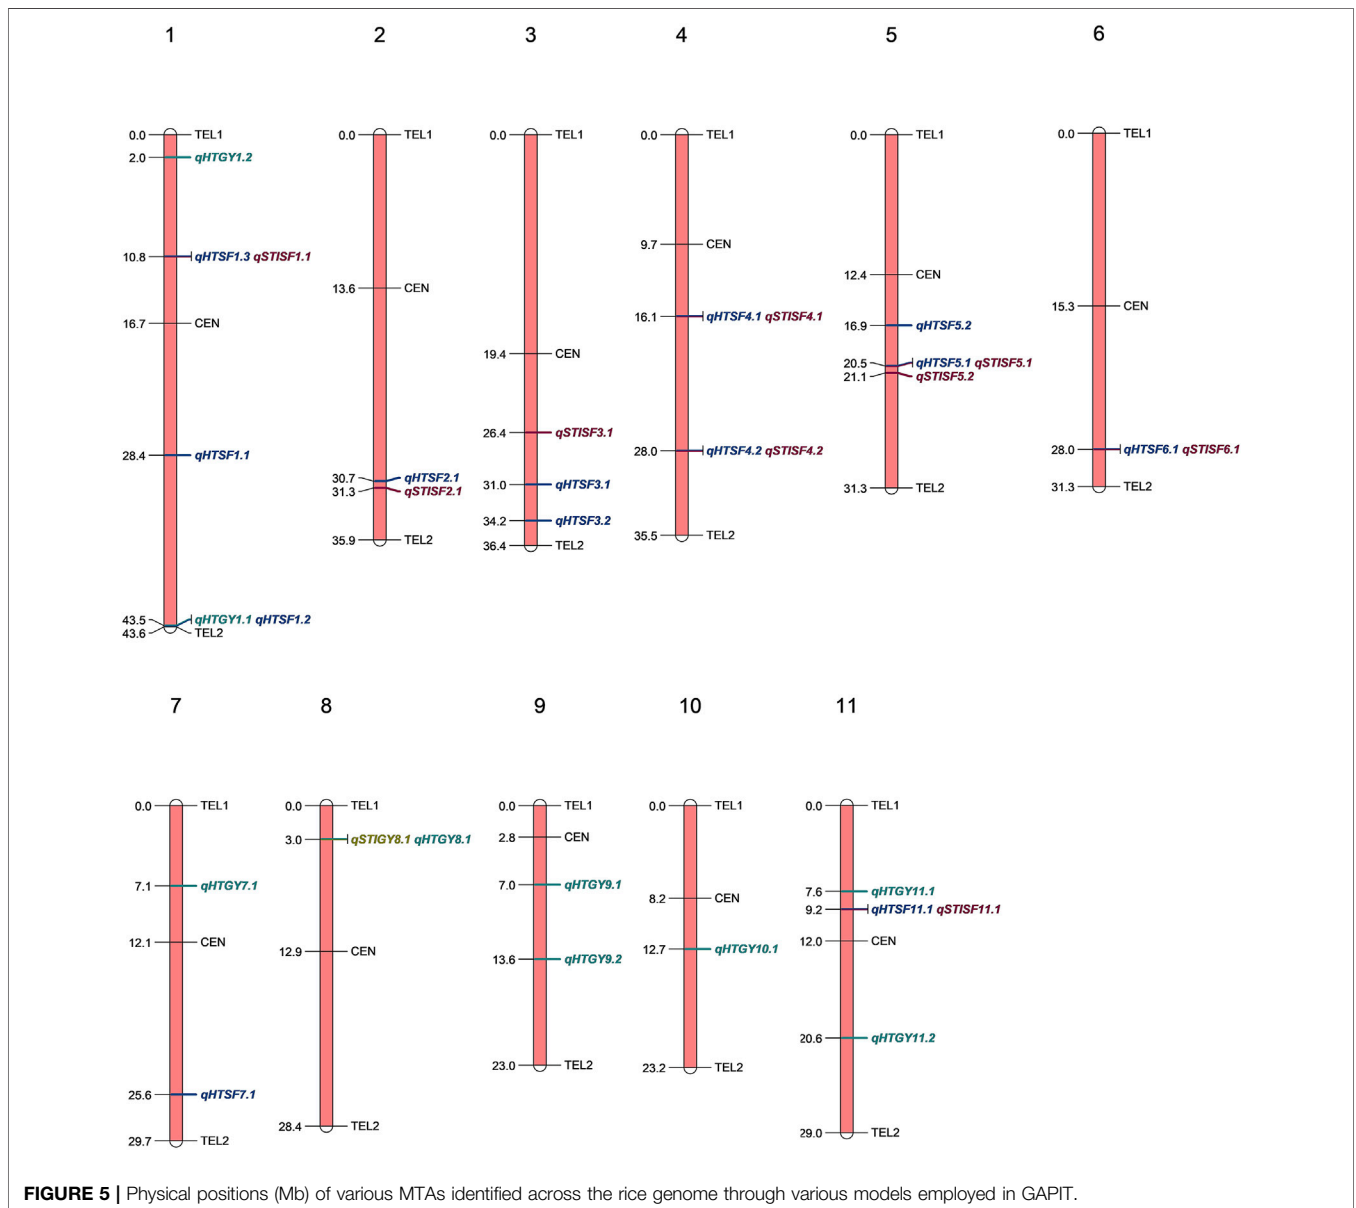 1 2 3 4 5 6
0.0 TEL1 0.0 TEL1 0.0 TEL1 0.0 TEL1 0.0 TEL1 0.0 TEL1
2.0 qHTGY1.2
9.7 CEN
10.8 qHTSF1.3 qSTISF1.1
12.4 CEN
13.6 CEN
15.3 CEN
16.1 qHTSF4.1 qSTISF4.1
16.7 CEN
16.9 qHTSF5.2
19.4 CEN
20.5 qHTSF5.1 qSTISF5.1
21.1 qSTISF5.2
26.4 qSTISF3.1
28.0 qHTSF4.2 qSTISF4.2
28.0 qHTSF6.1 qSTISF6.1
28.4 qHTSF1.1
30.7 qHTSF2.1
31.0 qHTSF3.1
31.3 qSTISF2.1
31.3 TEL2
31.3 TEL2
34.2 qHTSF3.2
35.5 TEL2
35.9 TEL2
36.4 TEL2
43.5 qHTGY1.1 qHTSF1.2
43.6 TEL2
7 8 9 10 11
0.0 TEL1 0.0 TEL1 0.0 TEL1 0.0 TEL1 0.0 TEL1
3.0 qSTIGY8.1 qHTGY8.1
2.8 CEN
7.1 qHTGY7.1
7.0 qHTGY9.1
7.6 qHTGY11.1
8.2 CEN
9.2 qHTSF11.1 qSTISF11.1
12.1 CEN
12.0 CEN
12.9 CEN
12.7 qHTGY10.1
13.6 qHTGY9.2
20.6 qHTGY11.2
23.0 TEL2
23.2 TEL2
25.6 qHTSF7.1
28.4 TEL2
29.0 TEL2
29.7 TEL2
FIGURE 5 | Physical positions (Mb) of various MTAs identified across the rice genome through various models employed in GAPIT.